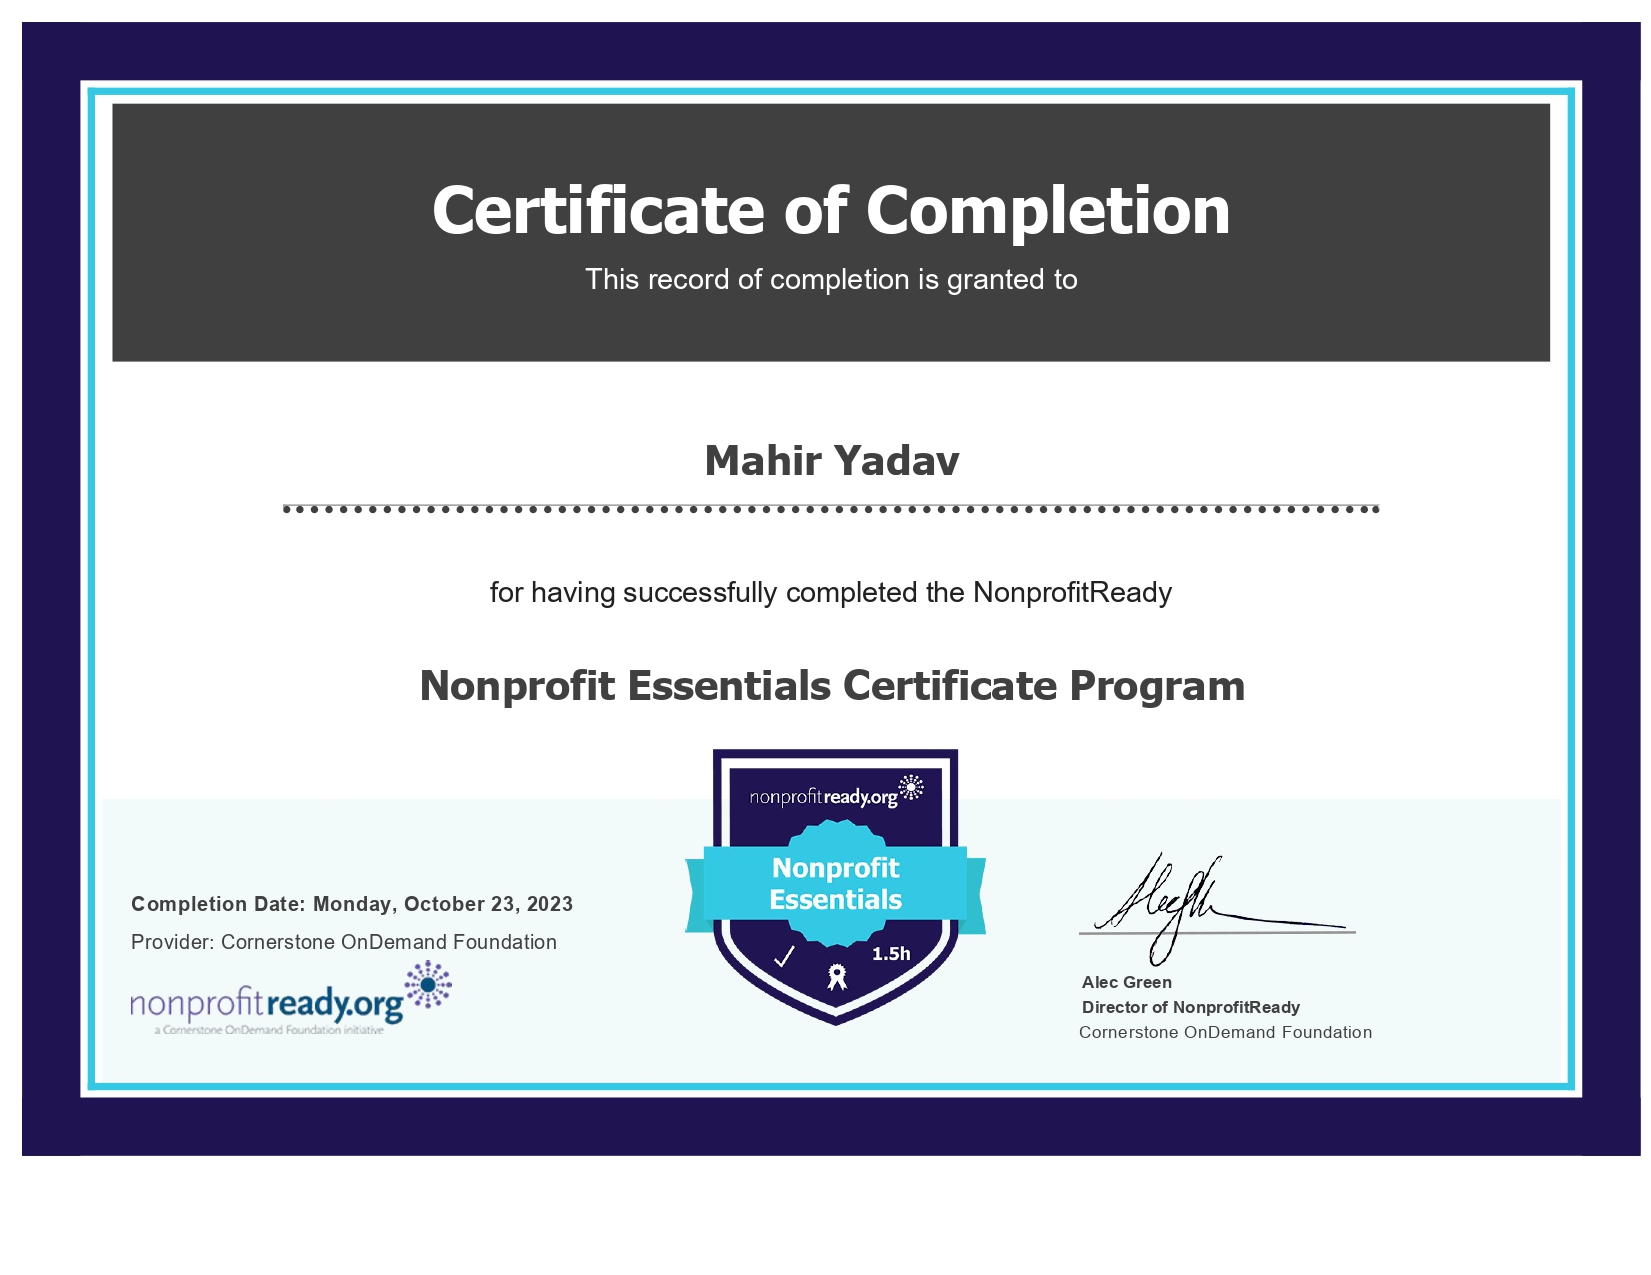 Certificate of Completion
This record of completion is granted to
Mahir Yadav
for having successfully completed the NonprofitReady
Nonprofit Essentials Certificate Program
nonprofitready.org
Nonprofit
Essentials
1.5h
Completion Date: Monday, October 23, 2023
Provider: Cornerstone OnDemand Foundation
nonprofitready.org
a Cornerstone OnDemand Foundation initiative
Alec Green
Director of NonprofitReady
Cornerstone OnDemand Foundation